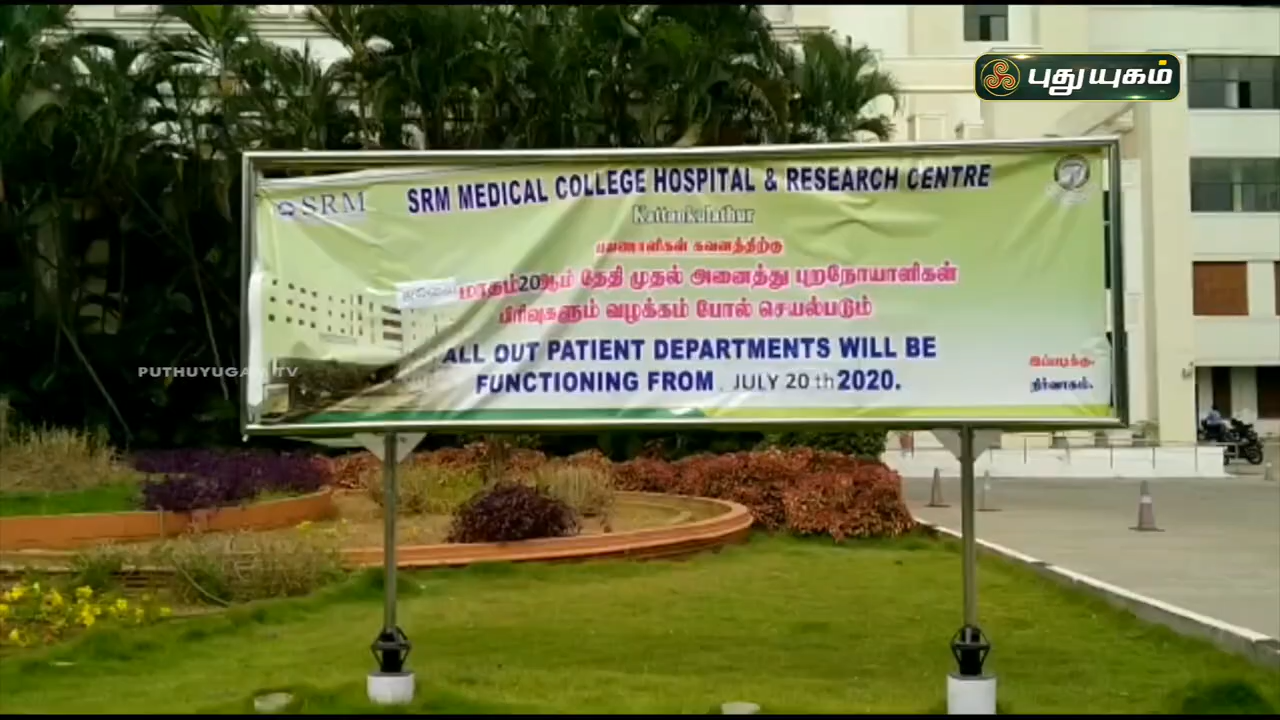 புதுயுகம்
SRM MEDICAL COLLEGE HOSPITAL & RESEARCH CENTRE
SRM
Kattankulathur
பயணாளிகள் கவனத்திற்கு
மாதம் 20ஆம் தேதி முதல் அனைத்து புறநோயாளிகள்
பிரிவுகளும் வழக்கம் போல் செயல்படும்
ALL OUT PATIENT DEPARTMENTS WILL BE
FUNCTIONING FROM JULY 20th 2020.
இப்படிக்கு.
நிர்வாகம்.
PUTHUYUGAM TV